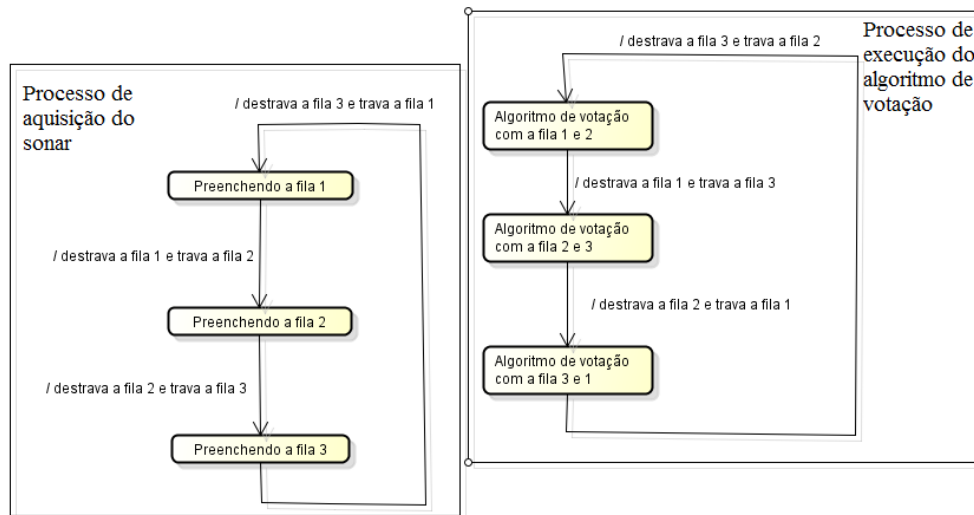 Processo de
aquisição do
sonar
/ destrava a fila 3 e trava a fila 1
Preenchendo a fila 1
/ destrava a fila 1 e trava a fila 2
Preenchendo a fila 2
/ destrava a fila 2 e trava a fila 3
Preenchendo a fila 3
Processo de
execução do
algoritmo de
votação
/ destrava a fila 3 e trava a fila 2
Algoritmo de votação
com a fila 1 e 2
/ destrava a fila 1 e trava a fila 3
Algoritmo de votação
com a fila 2 e 3
/ destrava a fila 2 e trava a fila 1
Algoritmo de votação
com a fila 3 e 1